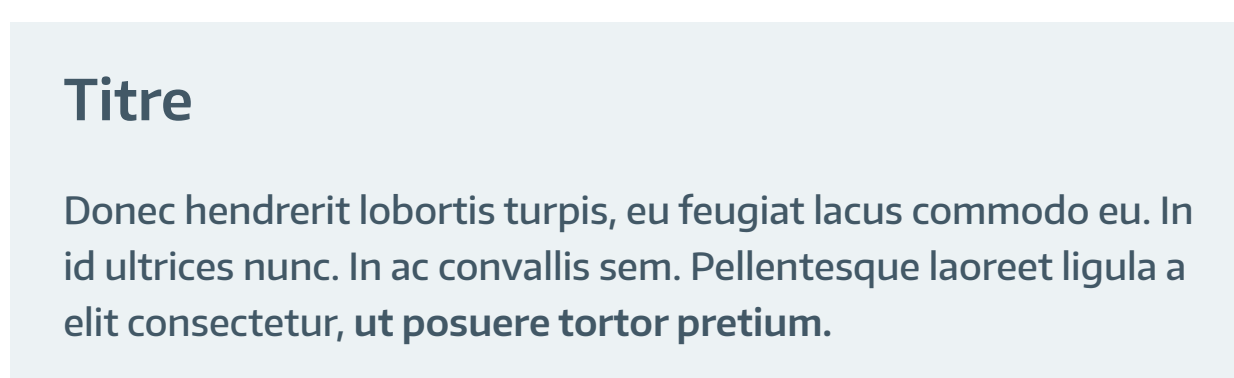 Titre
Donec hendrerit lobortis turpis, eu feugiat lacus commodo eu. In
id ultrices nunc. In ac convallis sem. Pellentesque laoreet ligula a
elit consectetur, ut posuere tortor pretium.